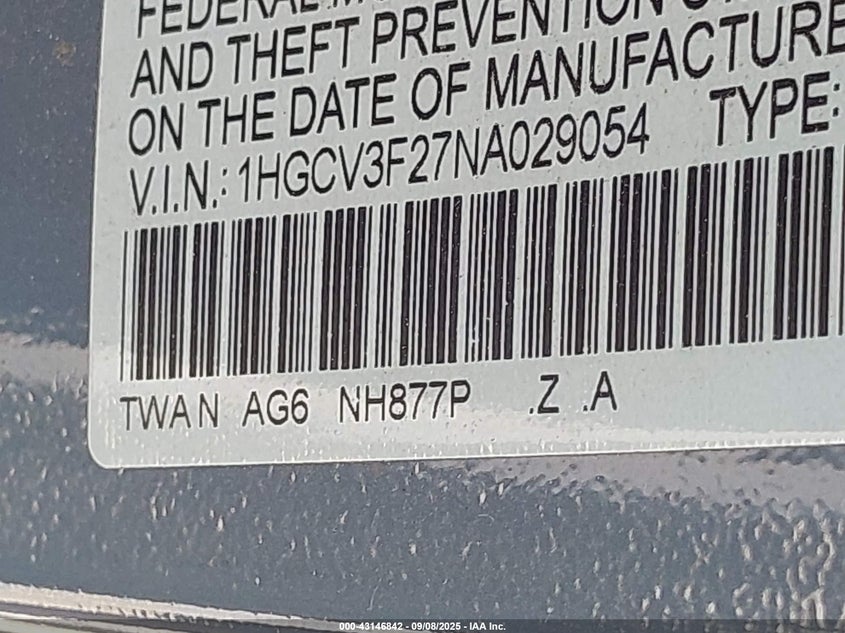 FEDERAL
AND THEFT PREVENTION
ON THE DATE OF MANUFACTURE
V.I.N.: 1HGCV3F27NA029054 TYPE:
TWAN AG6 NH877P .Z .A
000-43146842 - 09/08/2025 - IAA Inc.